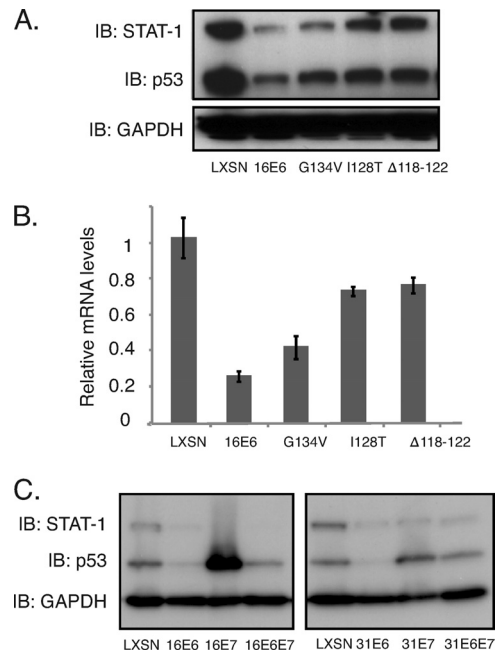 A.
IB: STAT-1
IB: p53
IB: GAPDH
LXSN 16E6 G134V I128T Δ118-122
B.
Relative mRNA levels
1
0.8
0.4
0.2
0
LXSN 16E6 G134V I128T Δ118-122
C.
IB: STAT-1
IB: p53
IB: GAPDH
LXSN 16E6 16E7 16E6E7 LXSN 31E6 31E7 31E6E7